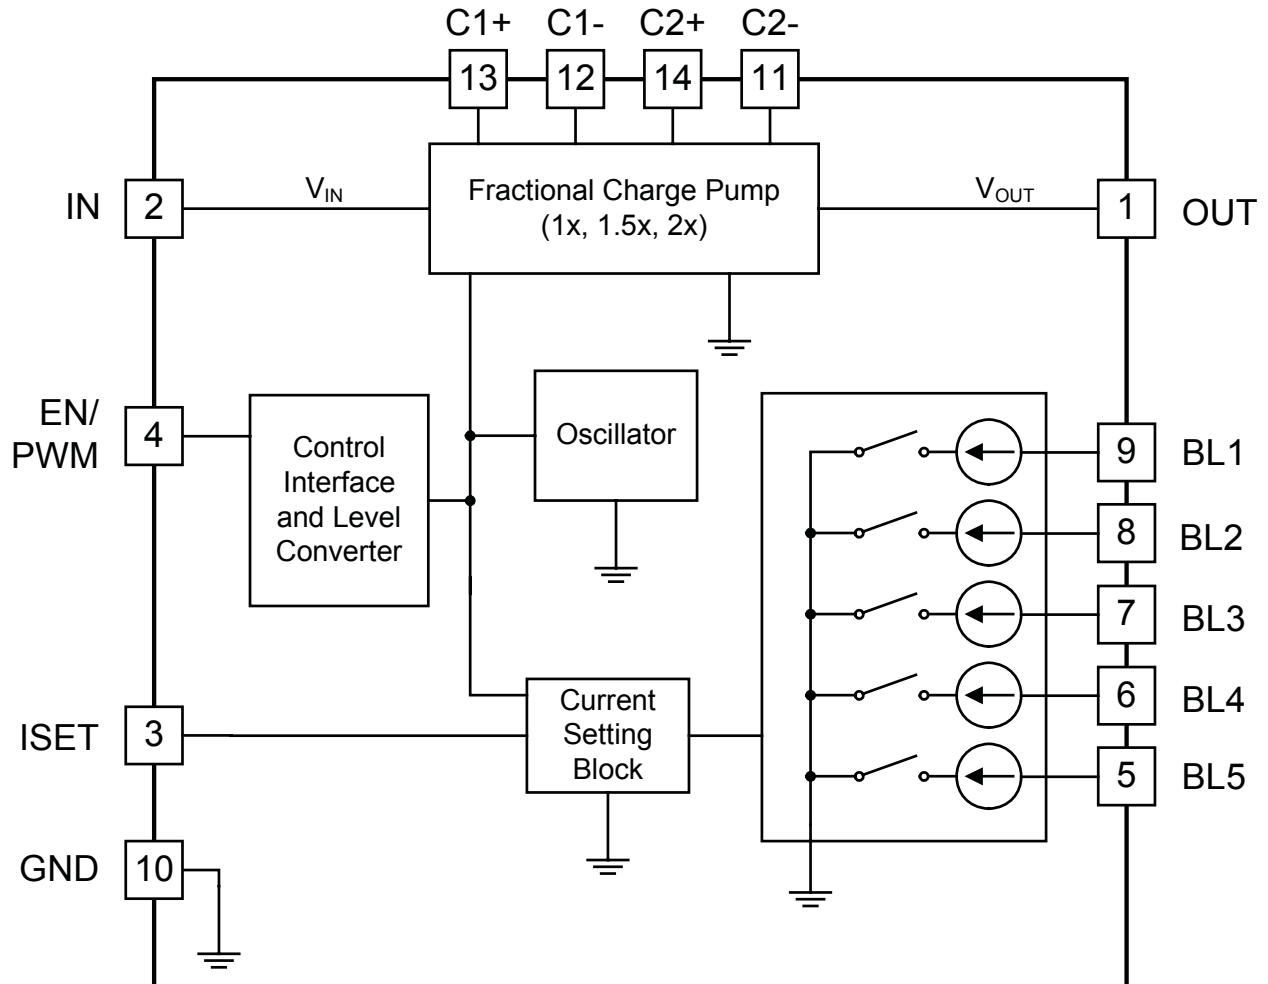 C1+ C1- C2+ C2-
13 12 14 11
IN 2 VIN Fractional Charge Pump VOUT 1 OUT
(1x, 1.5x, 2x)
EN/
PWM
4
Control
Interface
and Level
Converter
Oscillator
9 BL1
8 BL2
7 BL3
6 BL4
5 BL5
ISET 3
Current
Setting
Block
GND 10